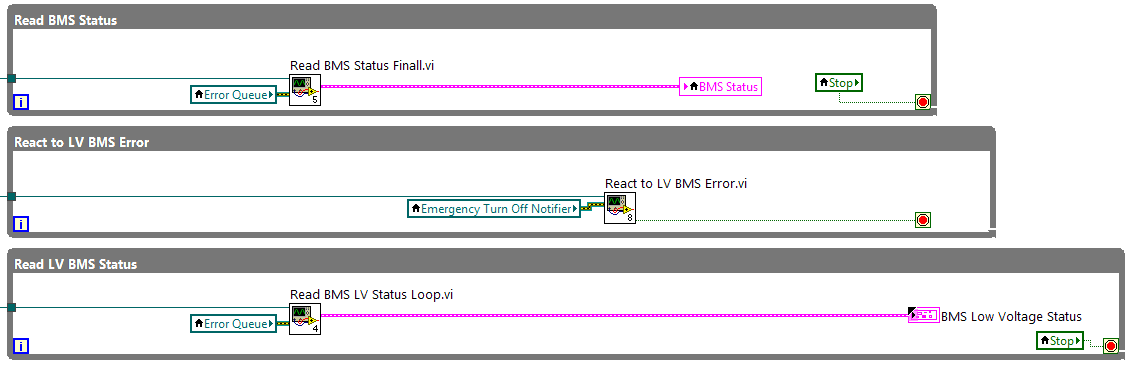 Read BMS Status
Read BMS Status Finall.vi
Error Queue
5
BMS Status
Stop
i
React to LV BMS Error
React to LV BMS Error.vi
Emergency Turn Off Notifier
8
i
Read LV BMS Status
Read BMS LV Status Loop.vi
Error Queue
4
BMS Low Voltage Status
Stop
i